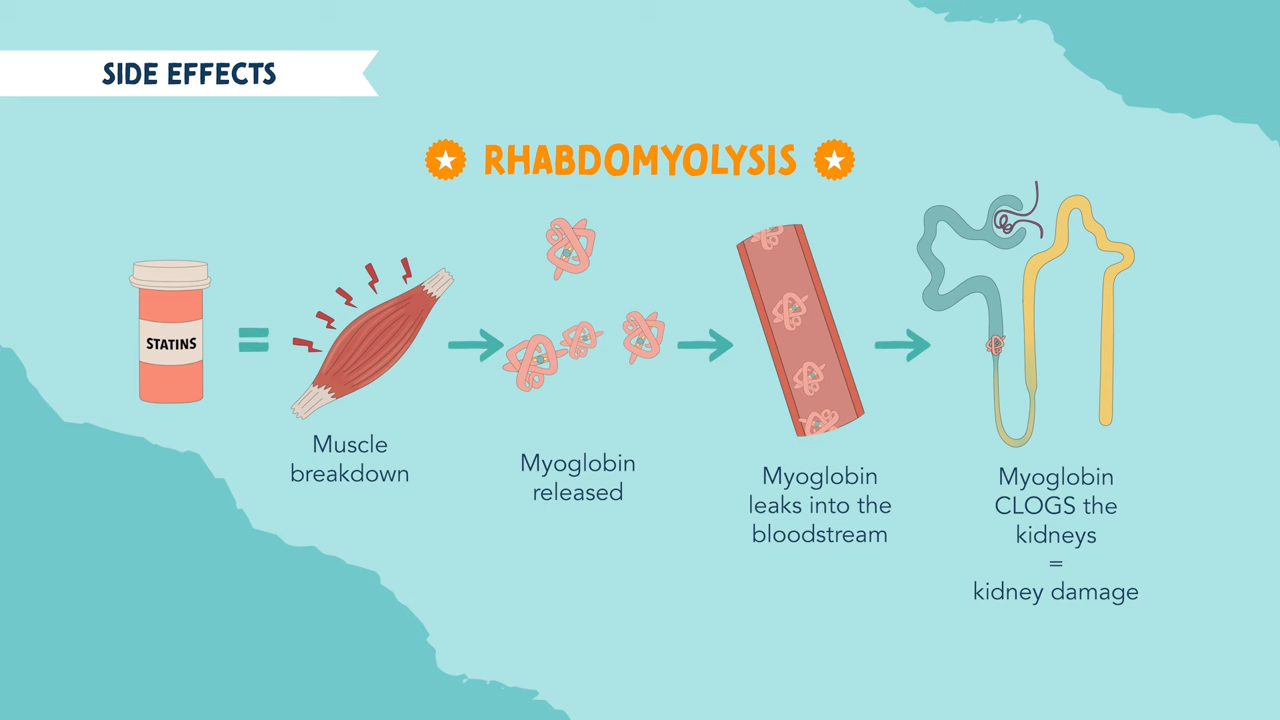 SIDE EFFECTS
RHABDOMYOLYSIS
STATINS
=
Muscle
breakdown
Myoglobin
released
Myoglobin
leaks into the
bloodstream
Myoglobin
CLOGS the
kidneys
=
kidney damage